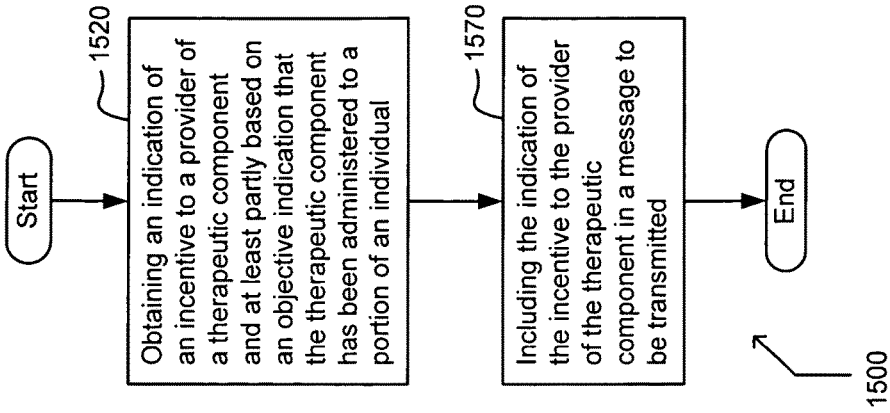 Start
1520
Obtaining an indication of
an incentive to a provider of
a therapeutic component
and at least partly based on
an objective indication that
the therapeutic component
has been administered to a
portion of an individual
1570
Including the indication of
the incentive to the provider
of the therapeutic
component in a message to
be transmitted
End
1500